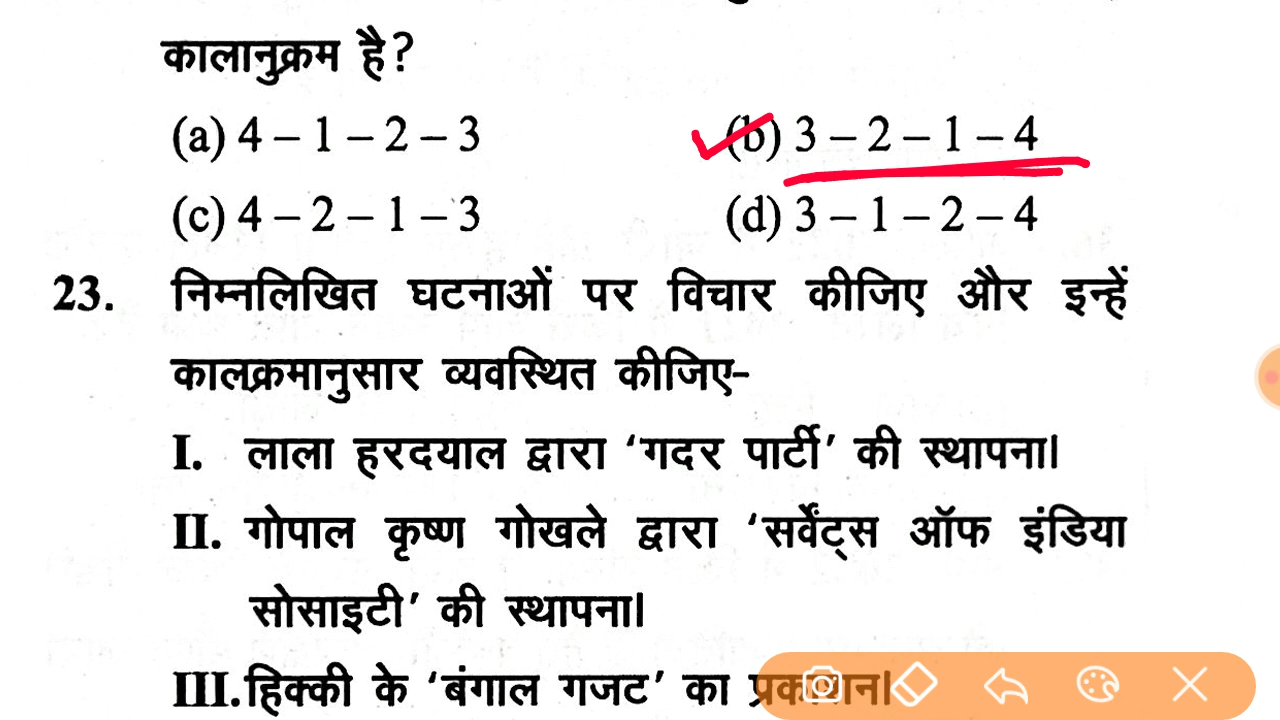 कालानुक्रम है?
(a) 4 – 1 – 2 – 3 (b) 3 – 2 – 1 – 4
(c) 4 – 2 – 1 – 3 (d) 3 – 1 – 2 – 4
23. निम्नलिखित घटनाओं पर विचार कीजिए और इन्हें
कालक्रमानुसार व्यवस्थित कीजिए-
I. लाला हरदयाल द्वारा ‘गदर पार्टी’ की स्थापना।
II. गोपाल कृष्ण गोखले द्वारा ‘सर्वेंट्स ऑफ इंडिया
सोसाइटी’ की स्थापना।
III. हिक्की के ‘बंगाल गजट’ का प्रकाशन।